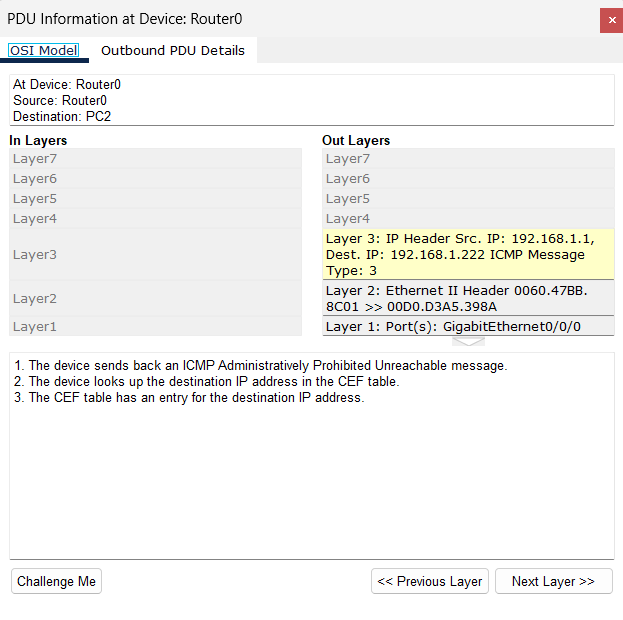 PDU Information at Device: Router0
OSI Model
Outbound PDU Details
At Device: Router0
Source: Router0
Destination: PC2
In Layers
Layer7
Layer6
Layer5
Layer4
Layer3
Layer2
Layer1
Out Layers
Layer7
Layer6
Layer5
Layer4
Layer 3: IP Header Src. IP: 192.168.1.1,
Dest. IP: 192.168.1.222 ICMP Message
Type: 3
Layer 2: Ethernet II Header 0060.47BB.
8C01 >> 00D0.D3A5.398A
Layer 1: Port(s): GigabitEthernet0/0/0
1. The device sends back an ICMP Administratively Prohibited Unreachable message.
2. The device looks up the destination IP address in the CEF table.
3. The CEF table has an entry for the destination IP address.
Challenge Me
<< Previous Layer
Next Layer >>